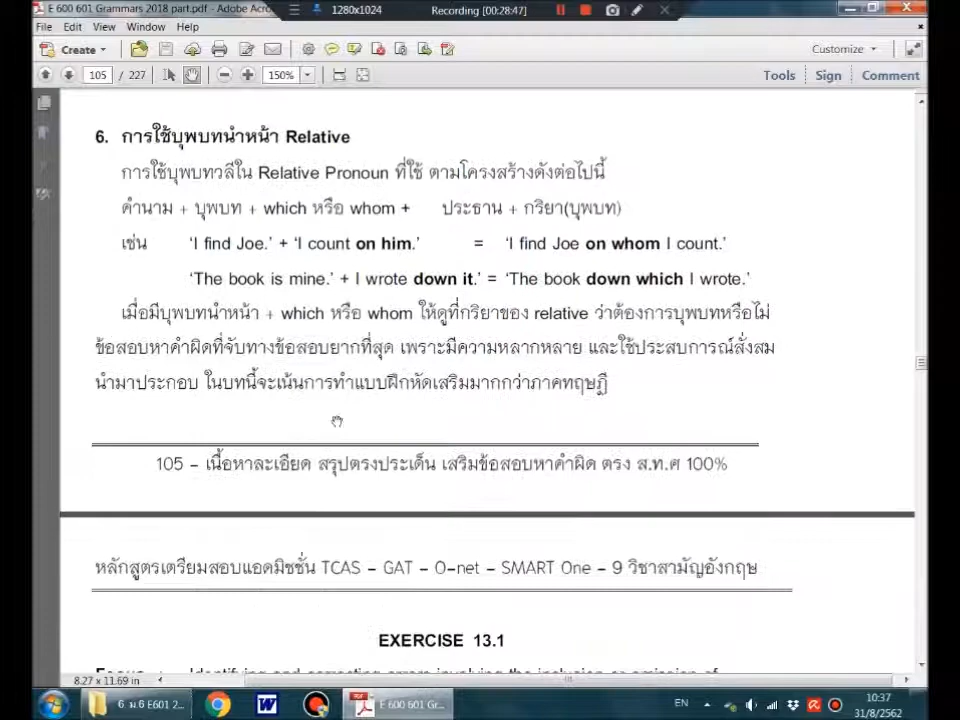 E 600 601 Grammars 2018 part.pdf - Adobe Acro
1280x1024
Recording [00:28:47]
File Edit View Window Help
Create
Customize
105 / 227
150%
Tools Sign Comment
6. การใช้บุพบทนำหน้า Relative
การใช้บุพบทวลีใน Relative Pronoun ที่ใช้ ตามโครงสร้างดังต่อไปนี้
คำนาม + บุพบท + which หรือ whom + ประธาน + กริยา(บุพบท)
เช่น 'I find Joe.' + 'I count on him.' = 'I find Joe on whom I count.'
'The book is mine.' + I wrote down it.' = 'The book down which I wrote.'
เมื่อมีบุพบทนำหน้า + which หรือ whom ให้ดูที่กริยาของ relative ว่าต้องการบุพบทหรือไม่
ข้อสอบหาคำผิดที่จับทางข้อสอบยากที่สุด เพราะมีความหลากหลาย และใช้ประสบการณ์สั่งสม
นำมาประกอบ ในบทนี้จะเน้นการทำแบบฝึกหัดเสริมมากกว่าภาคทฤษฎี
105 – เนื้อหาละเอียด สรุปตรงประเด็น เสริมข้อสอบหาคำผิด ตรง ส.ท.ศ 100%
หลักสูตรเตรียมสอบแอดมิชชั่น TCAS – GAT – O-net – SMART One – 9 วิชาสามัญอังกฤษ
EXERCISE 13.1
Focus : 'Identifying and correcting errors involving the inclusion or omission of
8.27 x 11.69 in
6 ม.6 E601 2...
E 600 601 Gr...
EN
10:37
31/8/2562